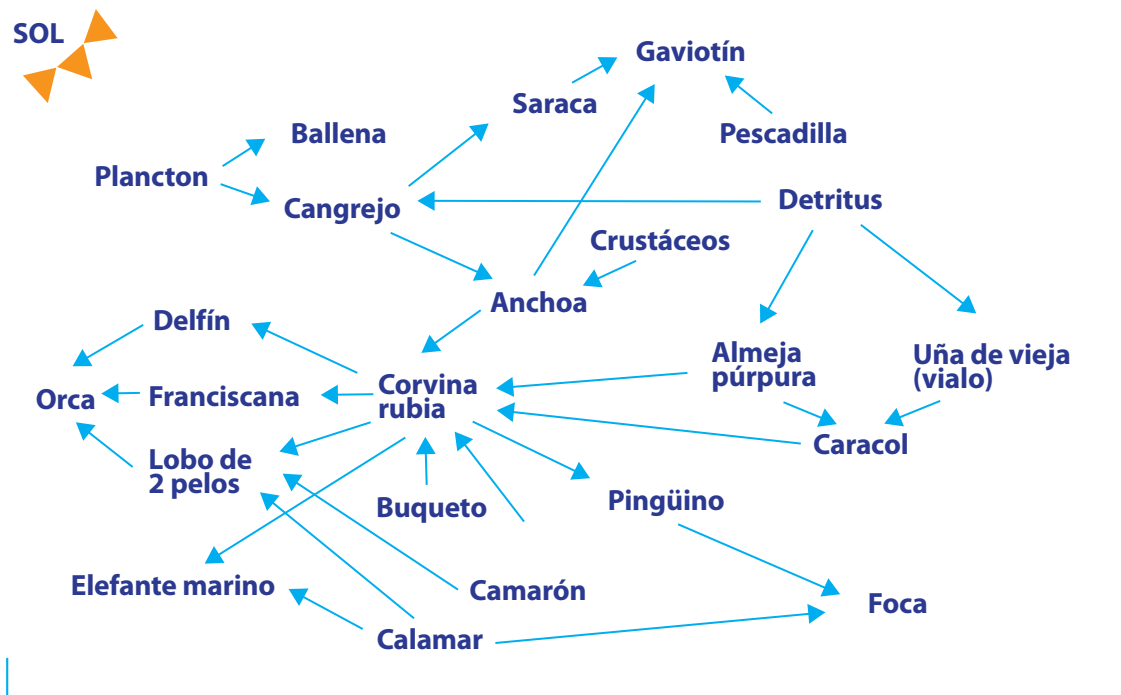 SOL
Gaviotín
Saraca
Ballena
Pescadilla
Plancton
Cangrejo
Detritus
Crustáceos
Anchoa
Delfín
Almeja
púrpura
Uña de vieja
(vialo)
Orca
Franciscana
Corvina
rubia
Caracol
Lobo de
2 pelos
Buqueto
Pingüino
Elefante marino
Camarón
Foca
Calamar